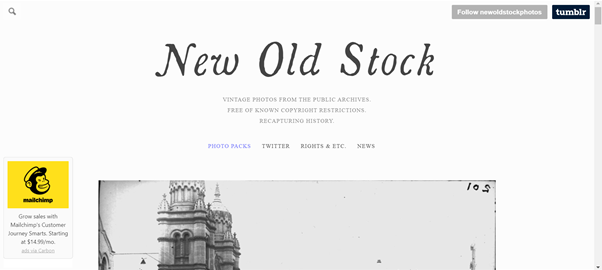 Follow newoldstockphotos
tumblr
New Old Stock
VINTAGE PHOTOS FROM THE PUBLIC ARCHIVES.
FREE OF KNOWN COPYRIGHT RESTRICTIONS.
RECAPTURING HISTORY.
PHOTO PACKS TWITTER RIGHTS & ETC. NEWS
mailchimp
Grow sales with
Mailchimp's Customer
Journey Smarts. Starting
at $14.99/mo.
ads via Carbon